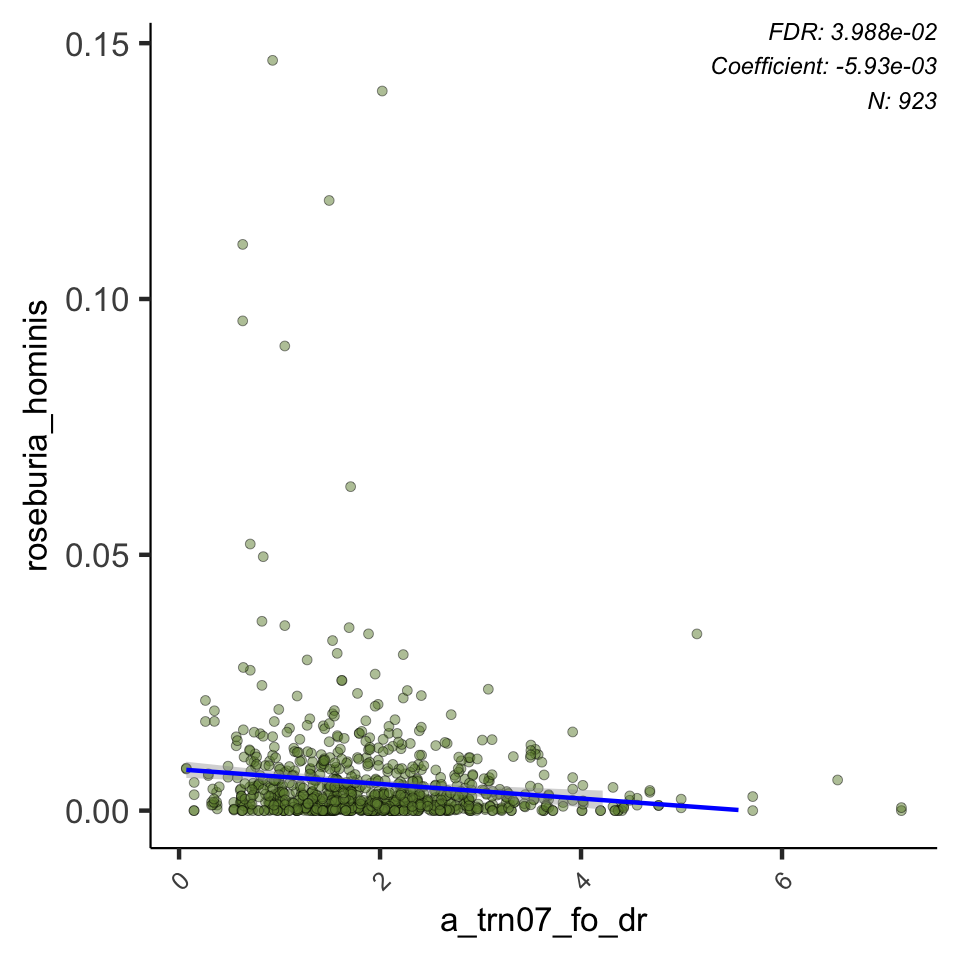 FDR: 3.988e-02
Coefficient: -5.93e-03
N: 923
0.15
0.10
0.05
0.00
roseburia_hominis
0 2 4 6
a_trn07_fo_dr